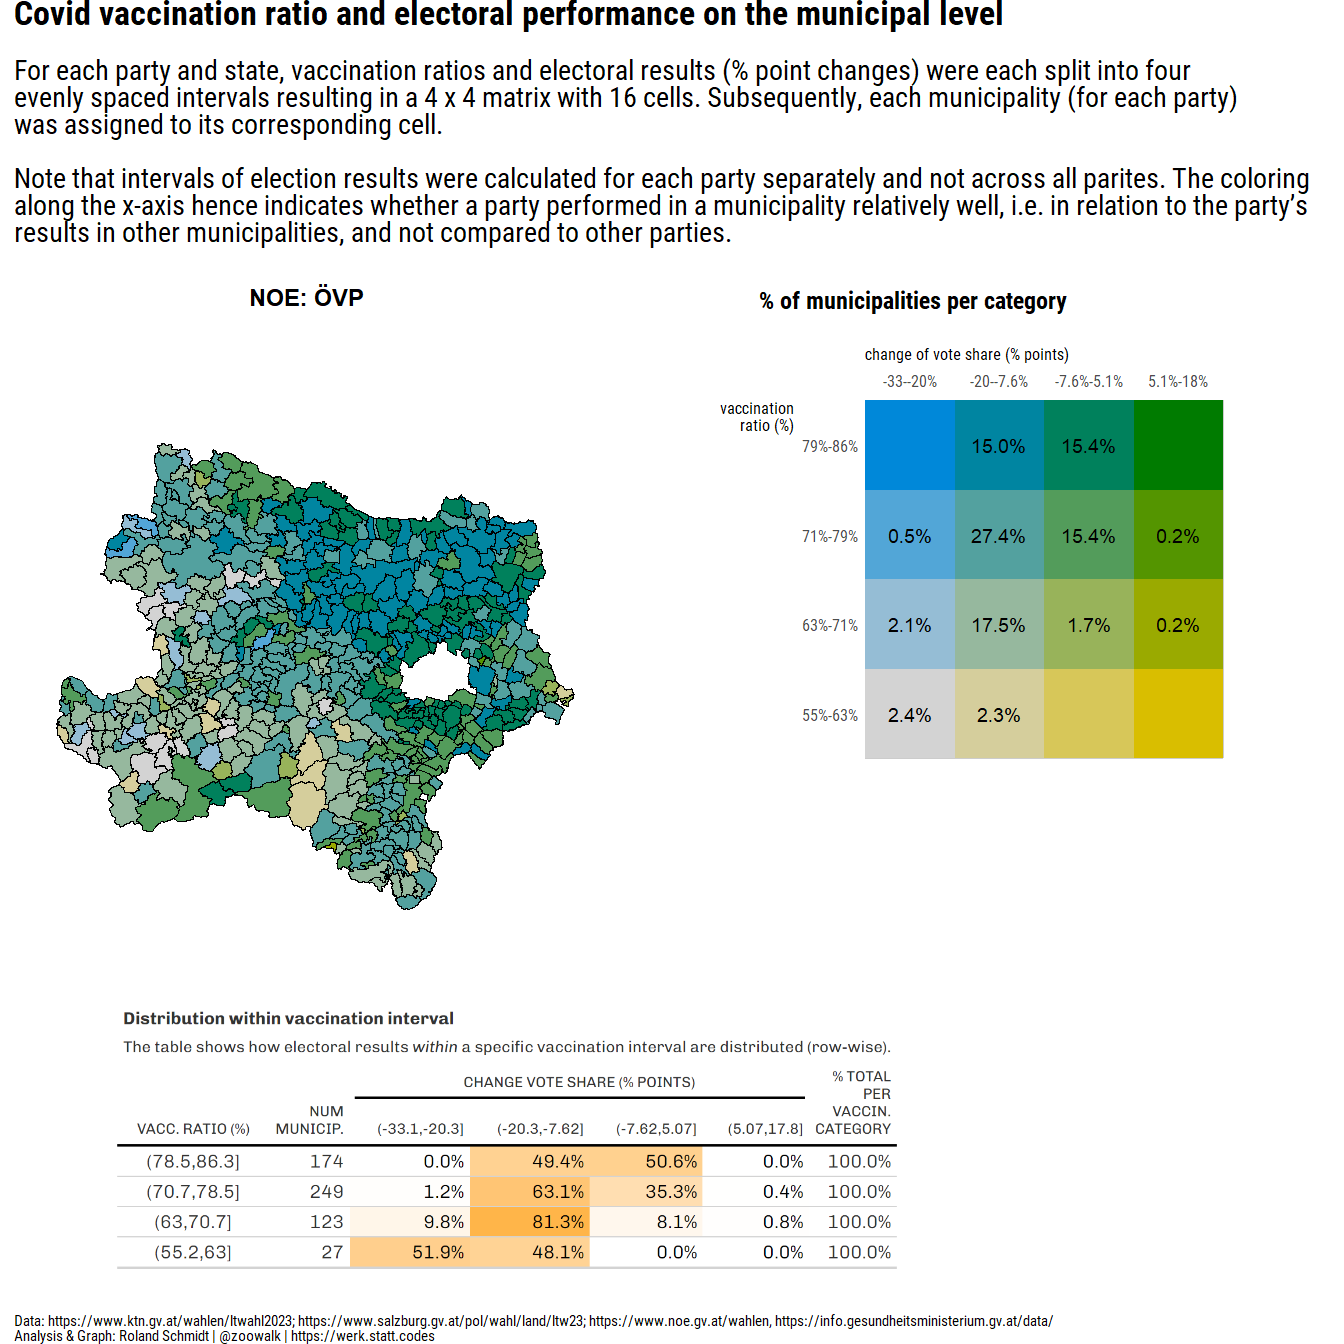 Covid vaccination ratio and electoral performance on the municipal level
For each party and state, vaccination ratios and electoral results (% point changes) were each split into four
evenly spaced intervals resulting in a 4 x 4 matrix with 16 cells. Subsequently, each municipality (for each party)
was assigned to its corresponding cell.
Note that intervals of election results were calculated for each party separately and not across all parites. The coloring
along the x-axis hence indicates whether a party performed in a municipality relatively well, i.e. in relation to the party's
results in other municipalities, and not compared to other parties.
NOE: ÖVP
% of municipalities per category
change of vote share (% points)
-33--20% -20--7.6% -7.6%-5.1% 5.1%-18%
vaccination
ratio (%)
79%-86% 15.0% 15.4%
71%-79% 0.5% 27.4% 15.4% 0.2%
63%-71% 2.1% 17.5% 1.7% 0.2%
55%-63% 2.4% 2.3%
Distribution within vaccination interval
The table shows how electoral results within a specific vaccination interval are distributed (row-wise).
CHANGE VOTE SHARE (% POINTS)
% TOTAL
PER
VACCIN.
CATEGORY
NUM
MUNICIP.
VACC. RATIO (%) (-33.1,-20.3] (-20.3,-7.62] (-7.62,5.07] (5.07,17.8]
(78.5,86.3] 174 0.0% 49.4% 50.6% 0.0% 100.0%
(70.7,78.5] 249 1.2% 63.1% 35.3% 0.4% 100.0%
(63,70.7] 123 9.8% 81.3% 8.1% 0.8% 100.0%
(55.2,63] 27 51.9% 48.1% 0.0% 0.0% 100.0%
Data: https://www.ktn.gv.at/wahlen/ltwahl2023; https://www.salzburg.gv.at/pol/wahl/land/ltw23; https://www.noe.gv.at/wahlen, https://info.gesundheitsministerium.gv.at/data/
Analysis & Graph: Roland Schmidt | @zoowalk | https://werk.statt.codes